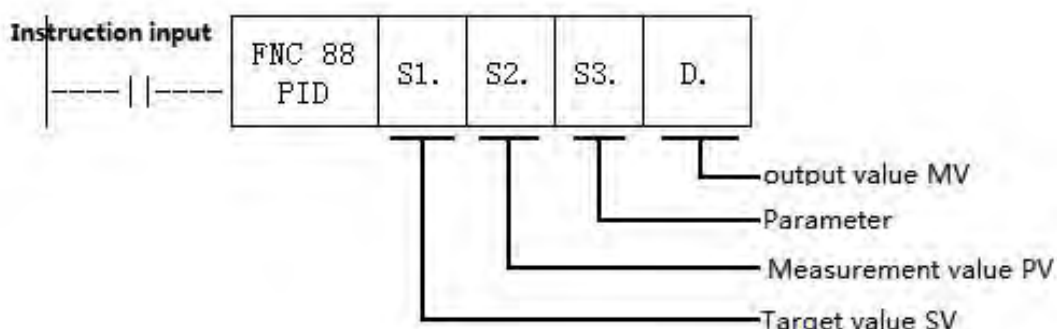 Instruction input
FNC 88
PID
S1.
S2.
S3.
D.
output value MV
Parameter
Measurement value PV
Target value SV